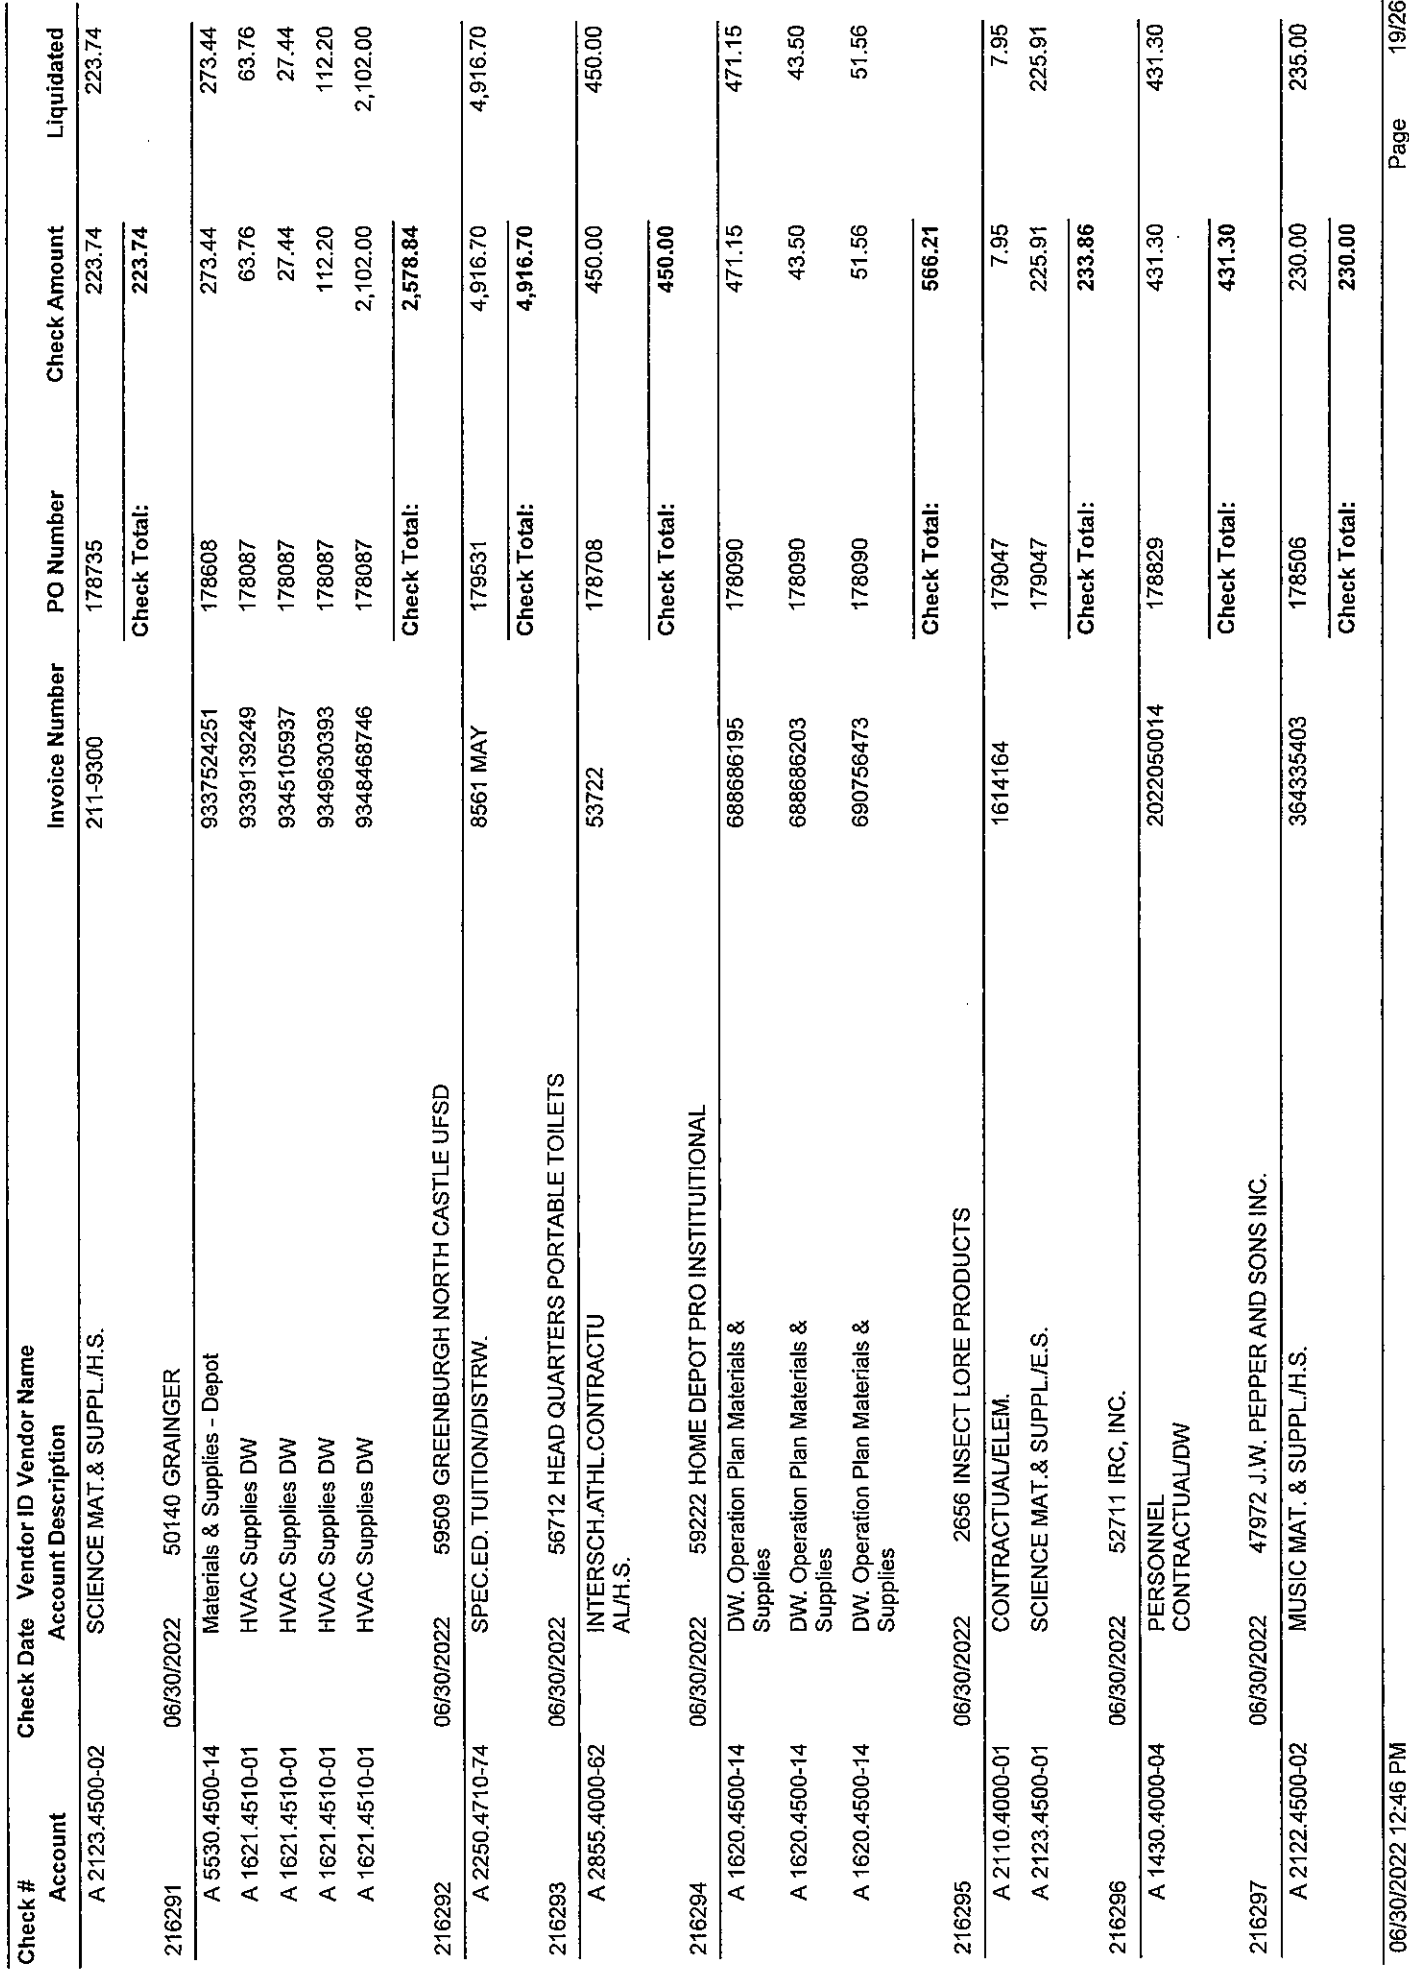 Check # Check Date Vendor ID Vendor Name
Account Account Description Invoice Number PO Number Check Amount Liquidated
A 2123.4500-02 SCIENCE MAT.& SUPPL./H.S. 211-9300 178735 223.74 223.74
Check Total: 223.74
216291 06/30/2022 50140 GRAINGER
A 5530.4500-14 Materials & Supplies - Depot 9337524251 178608 273.44 273.44
A 1621.4510-01 HVAC Supplies DW 9339139249 178087 63.76 63.76
A 1621.4510-01 HVAC Supplies DW 9345105937 178087 27.44 27.44
A 1621.4510-01 HVAC Supplies DW 9349630393 178087 112.20 112.20
A 1621.4510-01 HVAC Supplies DW 9348468746 178087 2,102.00 2,102.00
Check Total: 2,578.84
216292 06/30/2022 59509 GREENBURGH NORTH CASTLE UFSD
A 2250.4710-74 SPEC.ED. TUITION/DISTRW. 8561 MAY 179531 4,916.70 4,916.70
Check Total: 4,916.70
216293 06/30/2022 56712 HEAD QUARTERS PORTABLE TOILETS
A 2855.4000-62 INTERSCH.ATHL.CONTRACTU 53722 178708 450.00 450.00
AL/H.S.
Check Total: 450.00
216294 06/30/2022 59222 HOME DEPOT PRO INSTITUITIONAL
A 1620.4500-14 DW. Operation Plan Materials & 688686195 178090 471.15 471.15
Supplies
A 1620.4500-14 DW. Operation Plan Materials & 688686203 178090 43.50 43.50
Supplies
A 1620.4500-14 DW. Operation Plan Materials & 690756473 178090 51.56 51.56
Supplies
Check Total: 566.21
216295 06/30/2022 2656 INSECT LORE PRODUCTS
A 2110.4000-01 CONTRACTUAL/ELEM. 1614164 179047 7.95 7.95
A 2123.4500-01 SCIENCE MAT.& SUPPL./E.S. 179047 225.91 225.91
Check Total: 233.86
216296 06/30/2022 52711 IRC, INC.
A 1430.4000-04 PERSONNEL 2022050014 178829 431.30 431.30
CONTRACTUAL/DW
Check Total: 431.30
216297 06/30/2022 47972 J.W. PEPPER AND SONS INC.
A 2122.4500-02 MUSIC MAT. & SUPPL./H.S. 364335403 178506 230.00 235.00
Check Total: 230.00
06/30/2022 12:46 PM Page 19/26